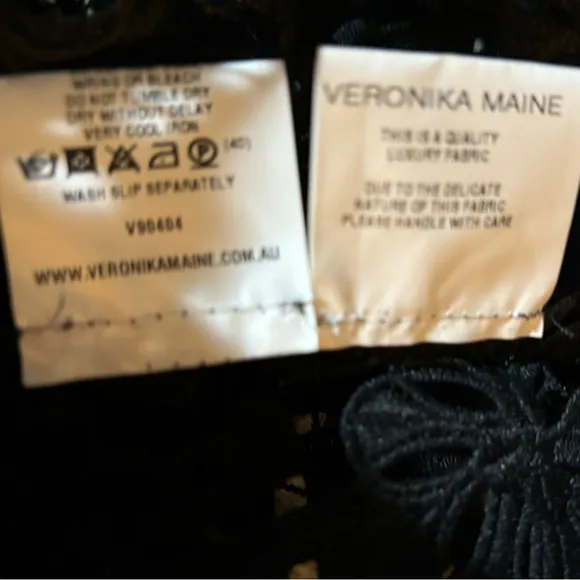 WRING OR BLEACH
DO NOT TUMBLE DRY
DRY WITHOUT DELAY
VERY COOL IRON
(40)
WASH SLIP SEPARATELY
V90404
WWW.VERONIKAMAINE.COM.AU
VERONIKA MAINE
THIS IS A QUALITY
LUXURY FABRIC
DUE TO THE DELICATE
NATURE OF THIS FABRIC
PLEASE HANDLE WITH CARE